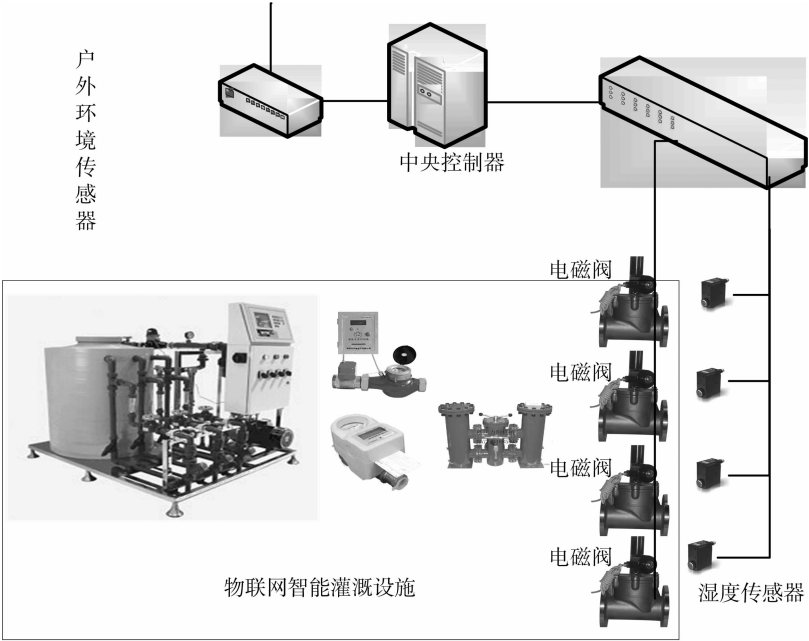 户外环境传感器
中央控制器
电磁阀
电磁阀
电磁阀
电磁阀
物联网智能灌溉设施
湿度传感器